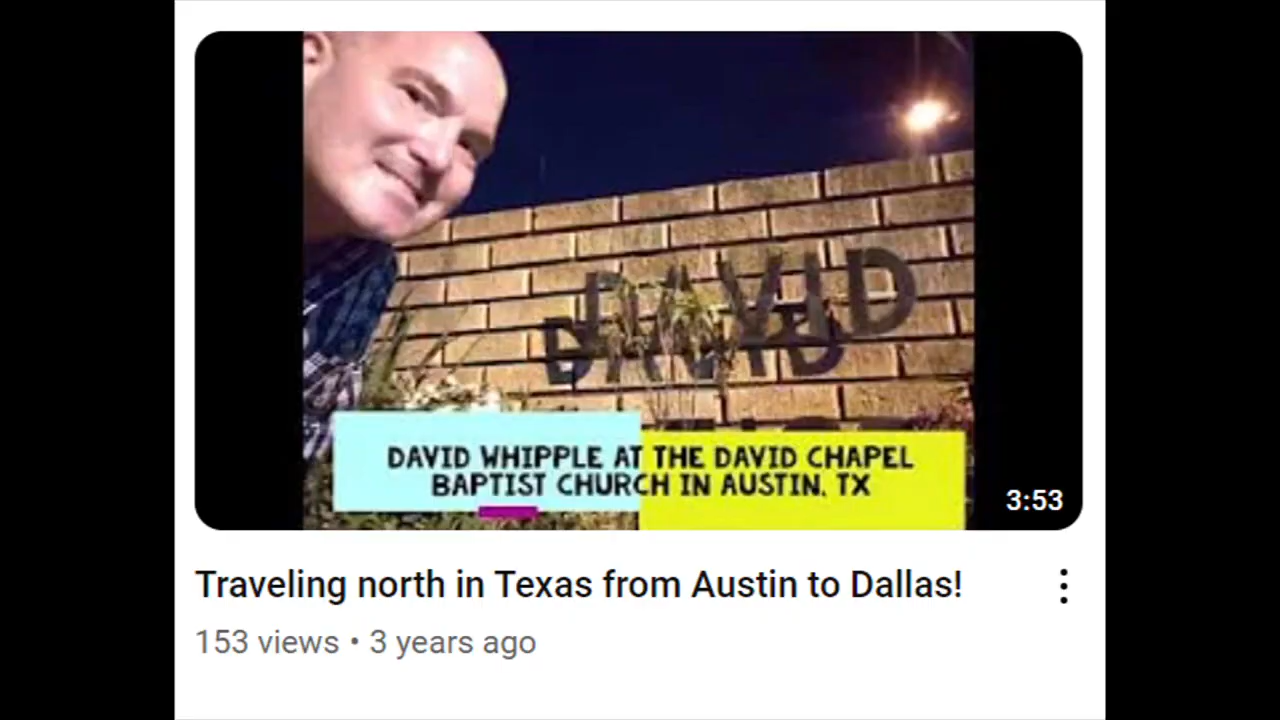 DAVID
DAVID
DAVID WHIPPLE AT THE DAVID CHAPEL
BAPTIST CHURCH IN AUSTIN, TX
3:53
Traveling north in Texas from Austin to Dallas!
153 views • 3 years ago